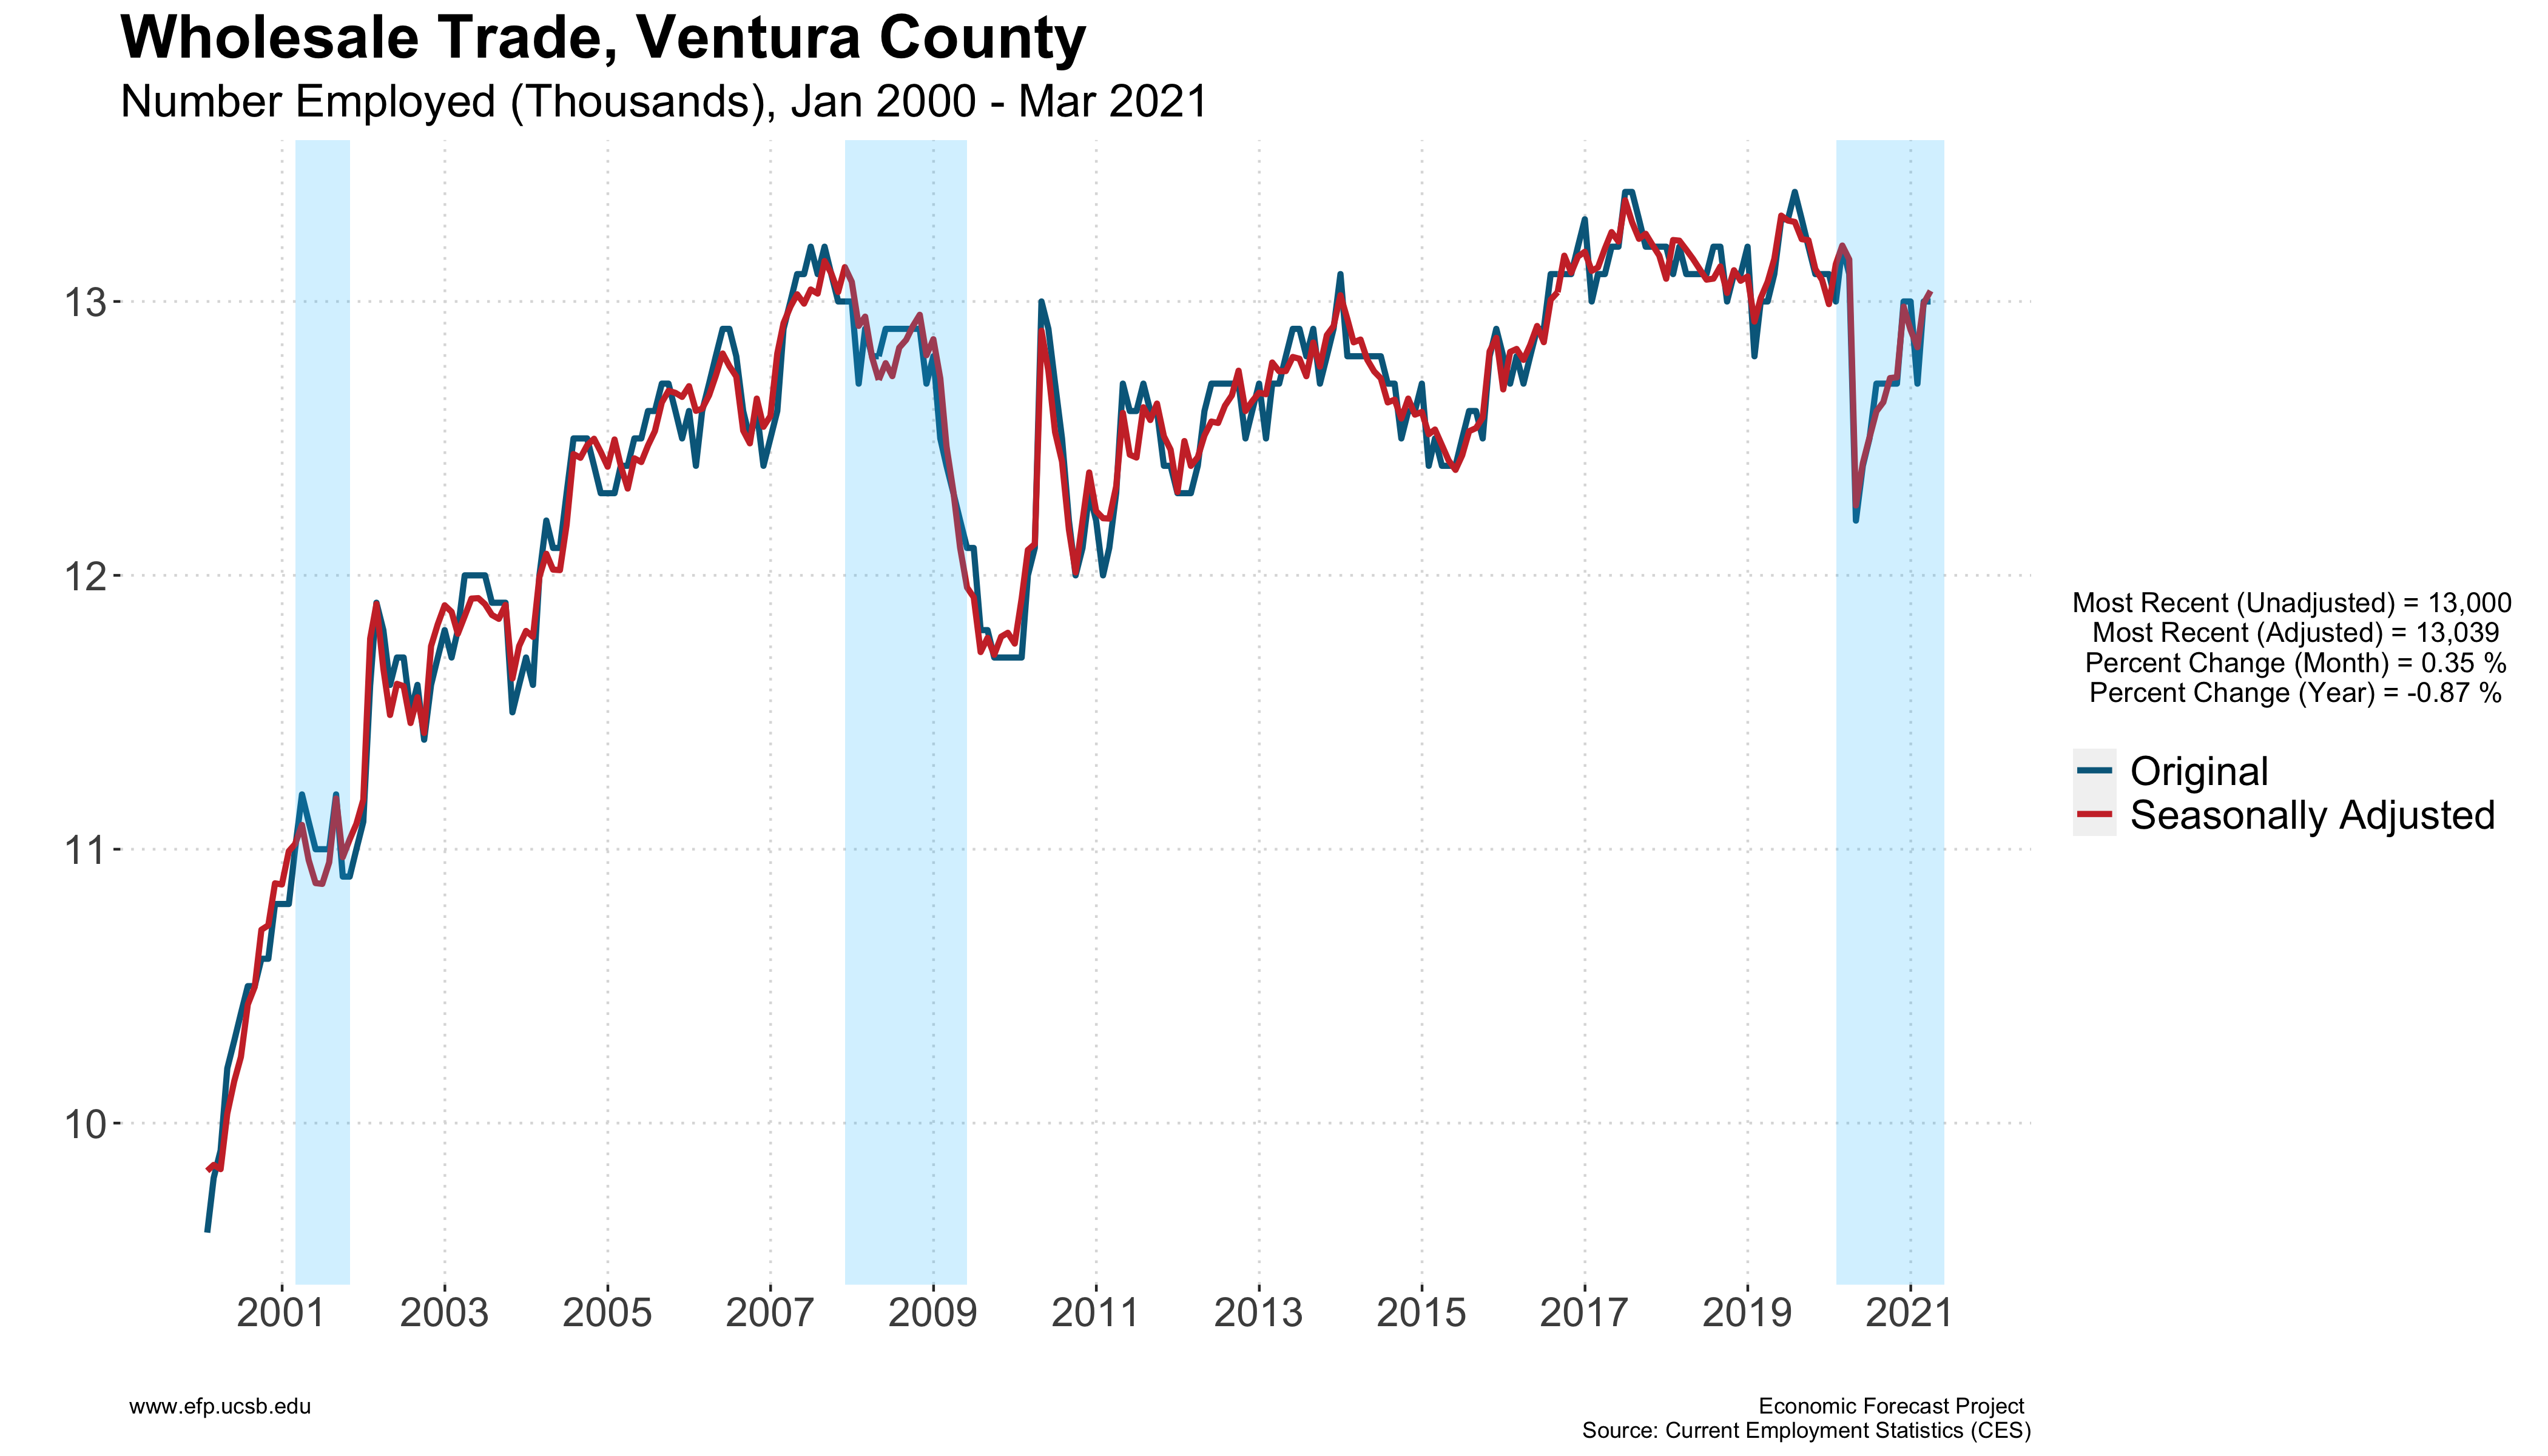 Wholesale Trade, Ventura County
Number Employed (Thousands), Jan 2000 - Mar 2021
13
12
11
10
2001 2003 2005 2007 2009 2011 2013 2015 2017 2019 2021
Most Recent (Unadjusted) = 13,000
Most Recent (Adjusted) = 13,039
Percent Change (Month) = 0.35 %
Percent Change (Year) = -0.87 %
Original
Seasonally Adjusted
www.efp.ucsb.edu
Economic Forecast Project
Source: Current Employment Statistics (CES)